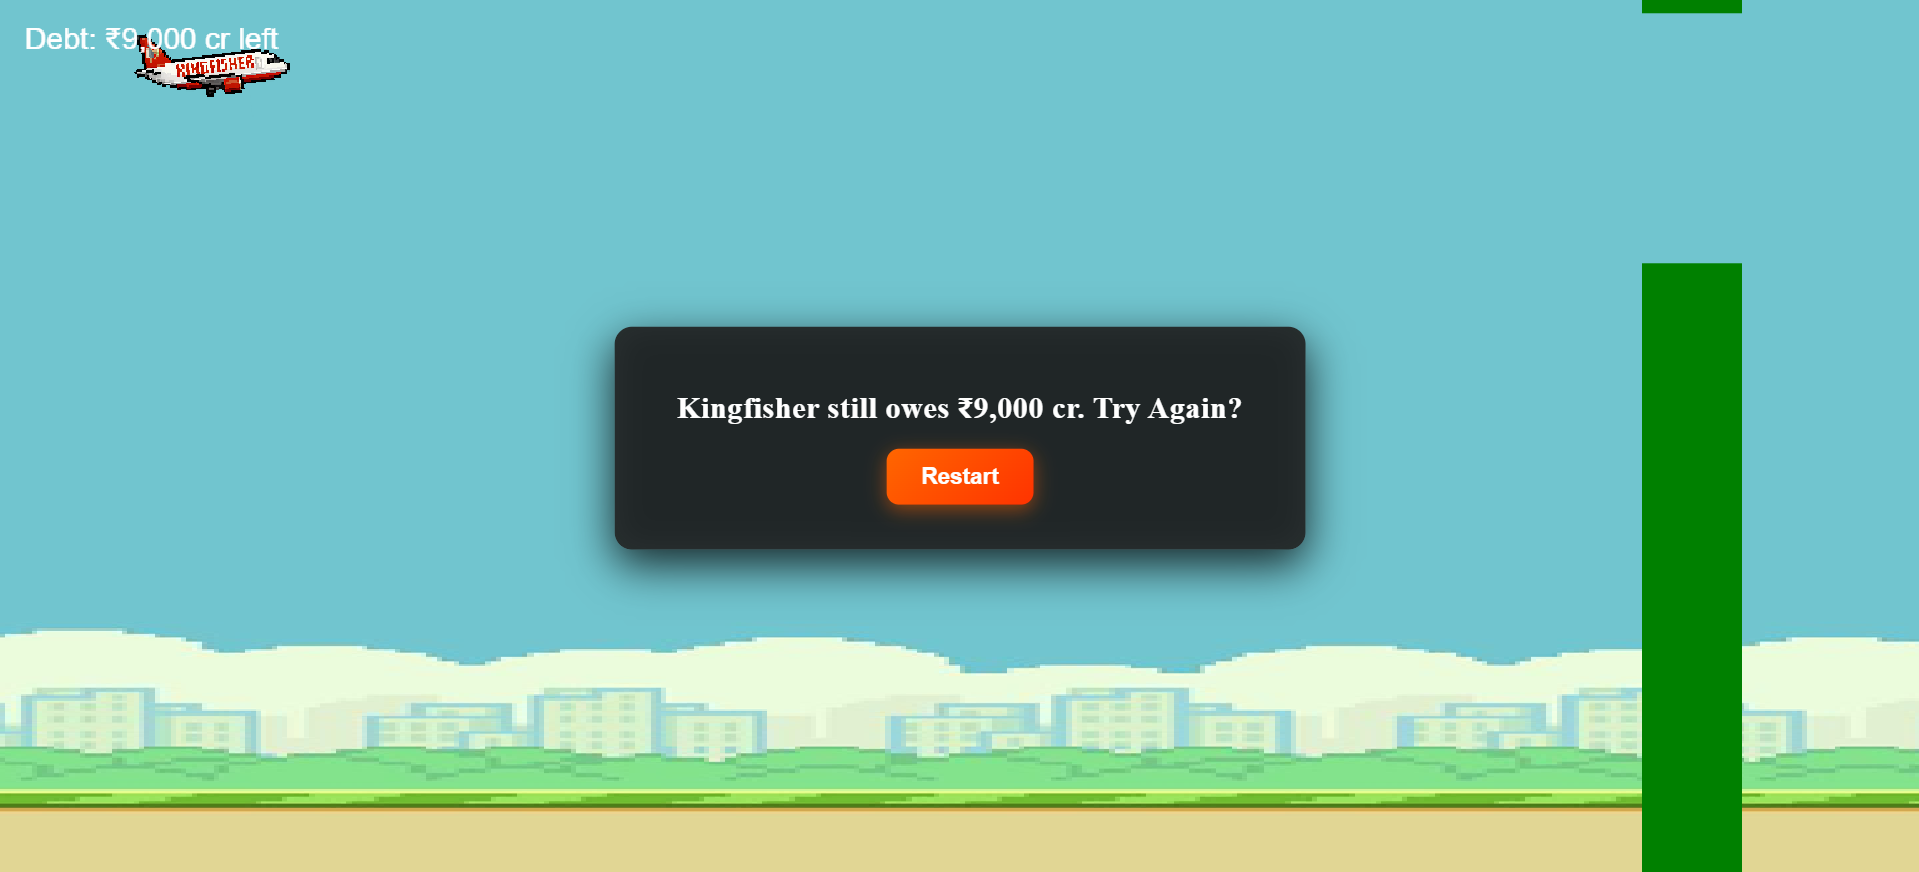 Debt: ₹9,000 cr left
KINGFISHER
Kingfisher still owes ₹9,000 cr. Try Again?
Restart